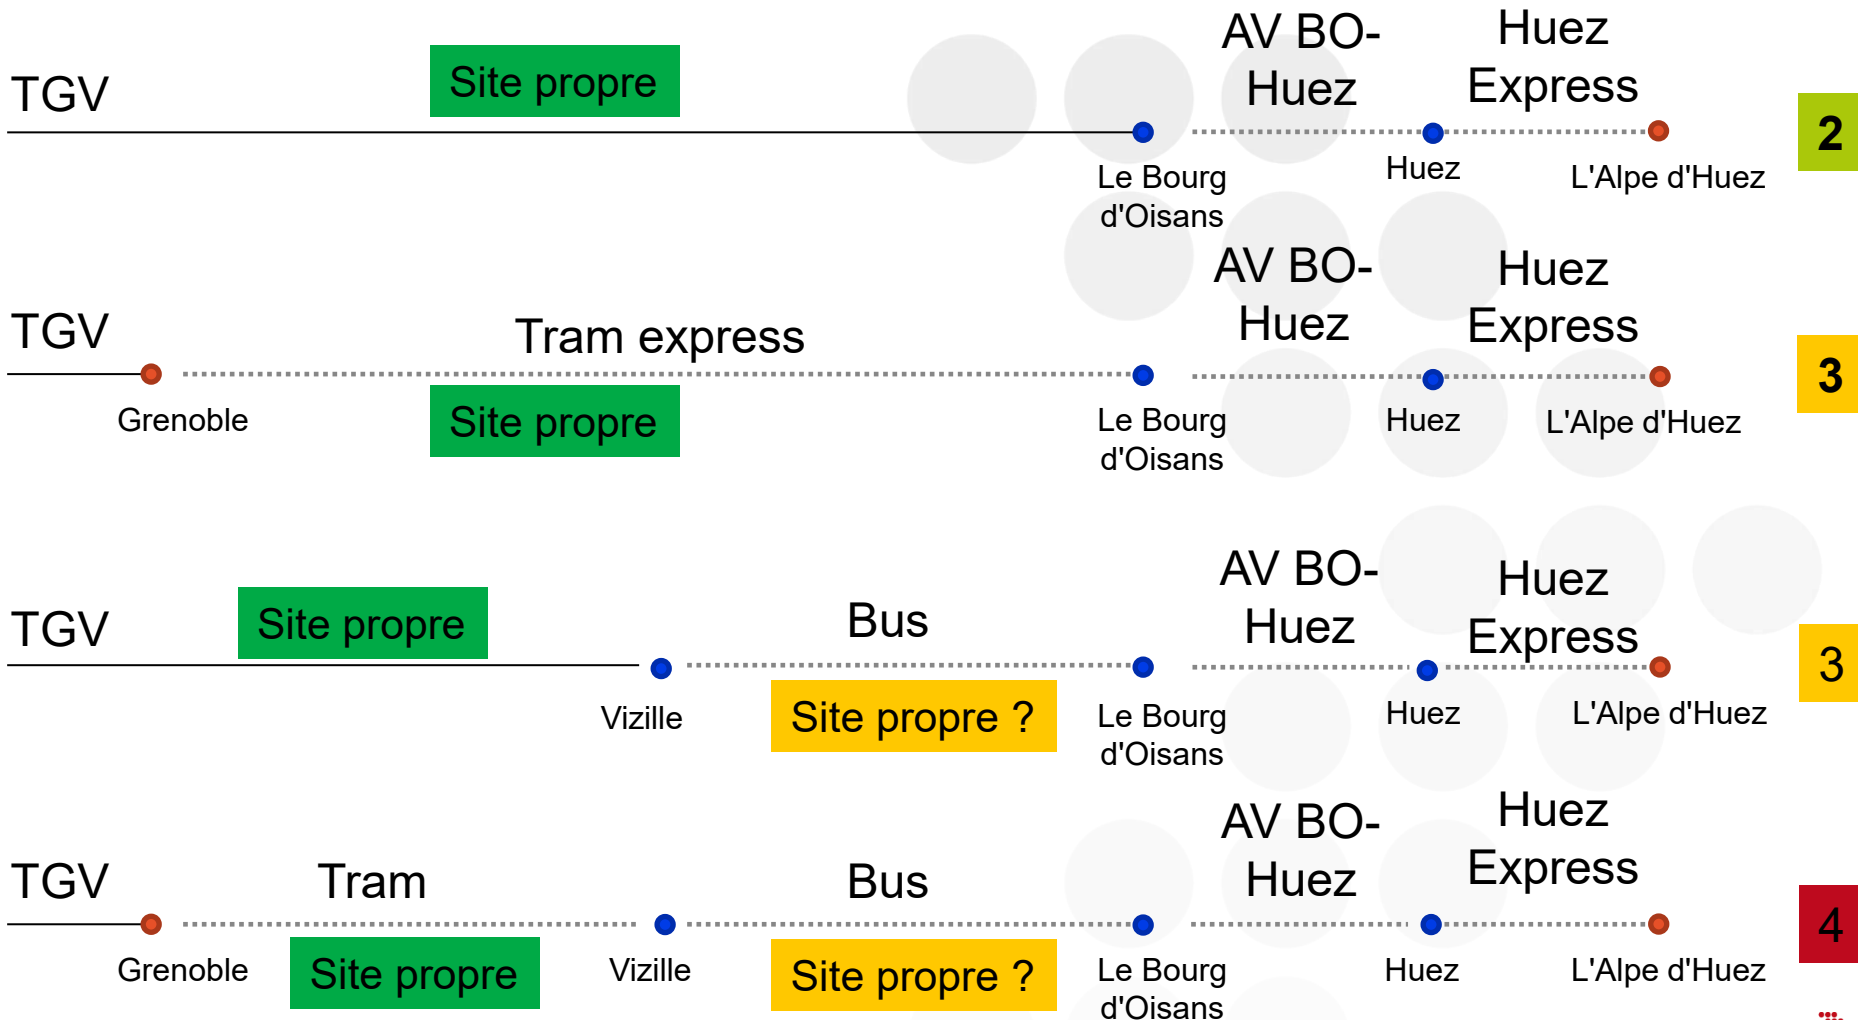 TGV
Site propre
AV BO-
Huez
Huez
Express
2
Le Bourg
d'Oisans
Huez
L'Alpe d'Huez
TGV
Tram express
AV BO-
Huez
Huez
Express
3
Grenoble
Site propre
Le Bourg
d'Oisans
Huez
L'Alpe d'Huez
TGV
Site propre
Bus
AV BO-
Huez
Huez
Express
3
Vizille
Site propre ?
Le Bourg
d'Oisans
Huez
L'Alpe d'Huez
TGV
Tram
Bus
AV BO-
Huez
Huez
Express
4
Grenoble
Site propre
Vizille
Site propre ?
Le Bourg
d'Oisans
Huez
L'Alpe d'Huez